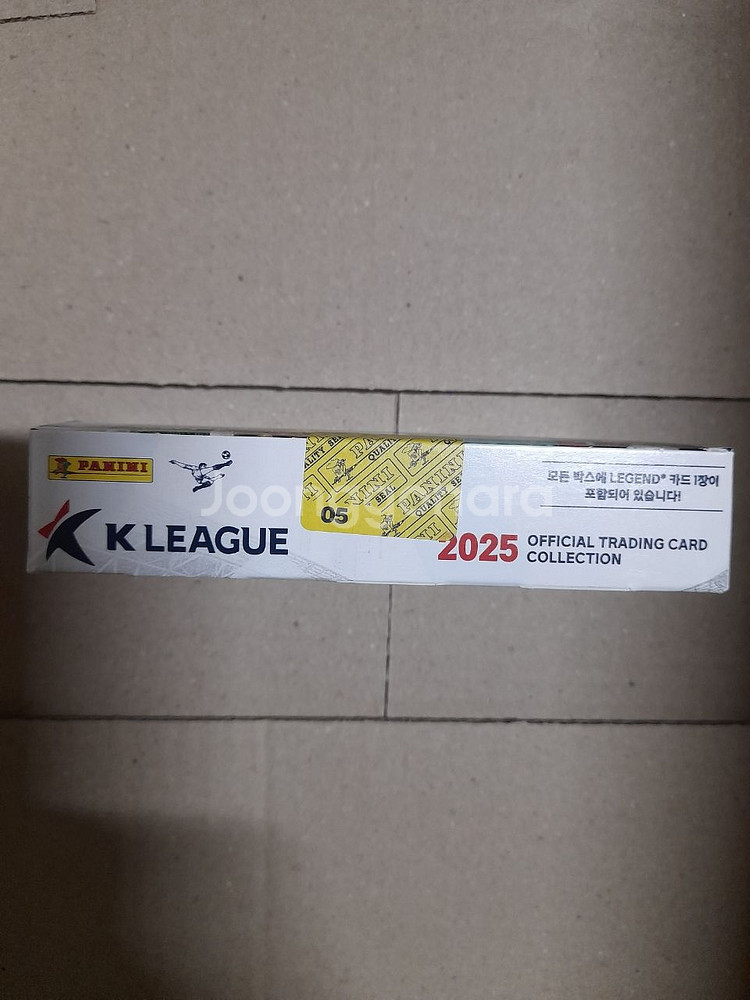 PANINI
모든 박스에 LEGEND* 카드 1장이
포함되어 있습니다!
K LEAGUE
05
PANINI
QUALITY SEAL
2025 OFFICIAL TRADING CARD
COLLECTION
Joonggonara